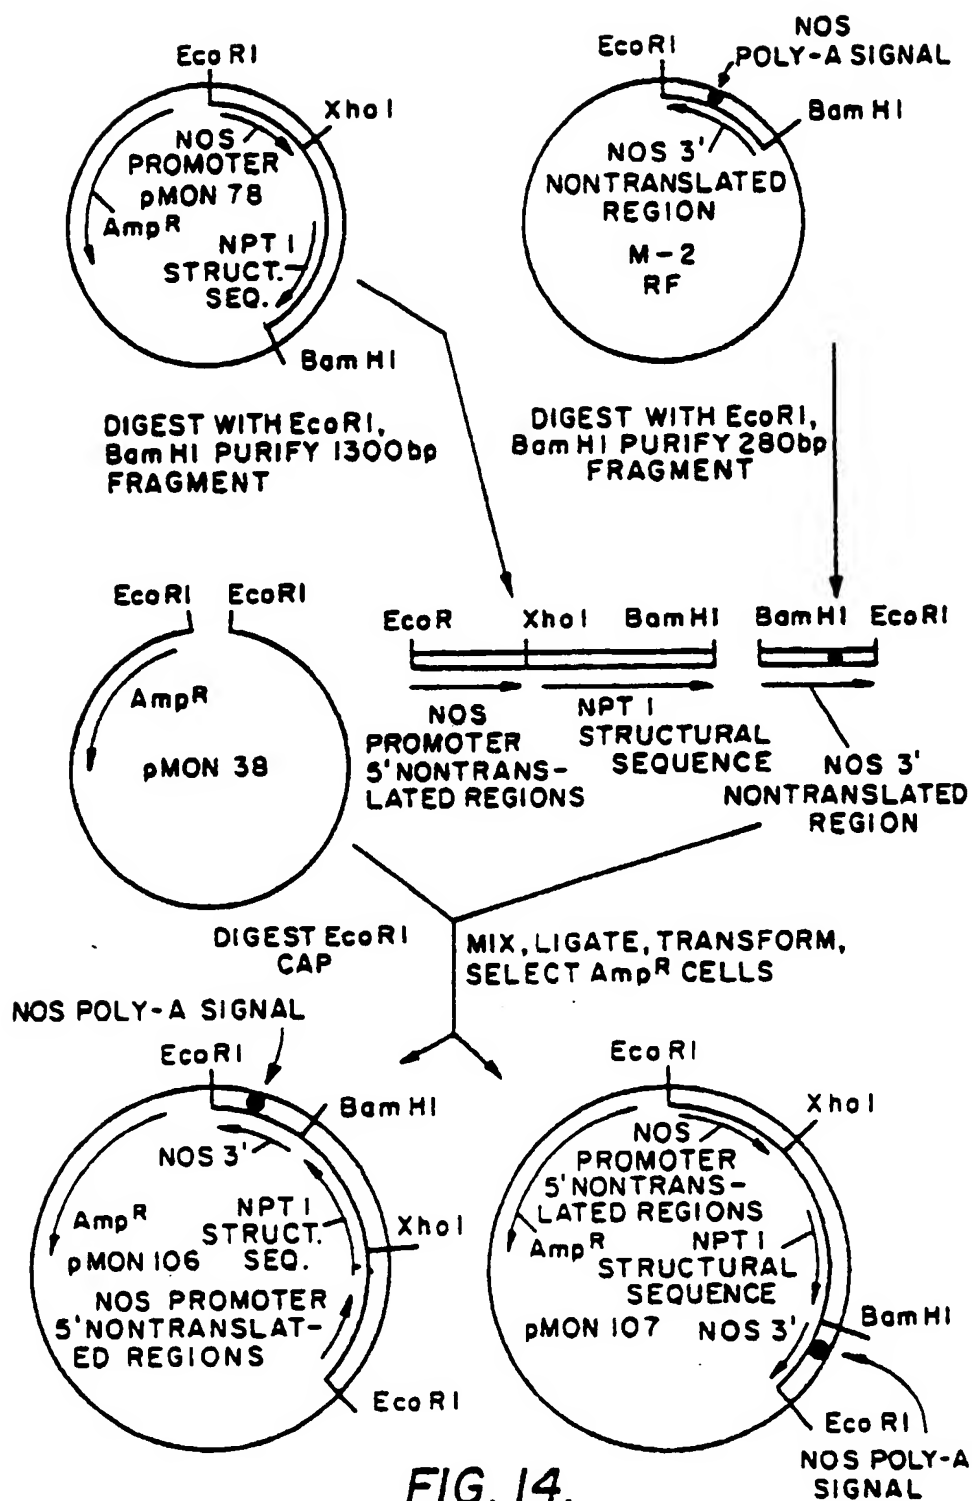 EcoRI
XhoI
NOS
PROMOTER
pMON 78
AmpR
NPT I
STRUCT.
SEQ.
BamHI
NOS
POLY-A SIGNAL
EcoRI
BamHI
NOS 3'
NONTRANSLATED
REGION
M-2
RF
DIGEST WITH EcoRI,
BamHI PURIFY 1300bp
FRAGMENT
DIGEST WITH EcoRI,
BamHI PURIFY 280bp
FRAGMENT
EcoRI EcoRI
AmpR
pMON 38
EcoR XhoI BamHI
BamHI EcoRI
NOS
PROMOTER
5' NONTRANS-
LATED REGIONS
NPT I
STRUCTURAL
SEQUENCE
NOS 3'
NONTRANSLATED
REGION
DIGEST EcoRI
CAP
MIX, LIGATE, TRANSFORM,
SELECT AmpR CELLS
NOS POLY-A SIGNAL
EcoRI
BamHI
NOS 3'
AmpR
pMON 106
NPT I
STRUCT.
SEQ.
XhoI
NOS PROMOTER
5' NONTRANSLAT-
ED REGIONS
EcoRI
EcoRI
XhoI
NOS
PROMOTER
5' NONTRANS-
LATED REGIONS
AmpR
NPT I
STRUCTURAL
SEQUENCE
pMON 107
NOS 3'
BamHI
EcoRI
NOS POLY-A
SIGNAL
FIG. 14.